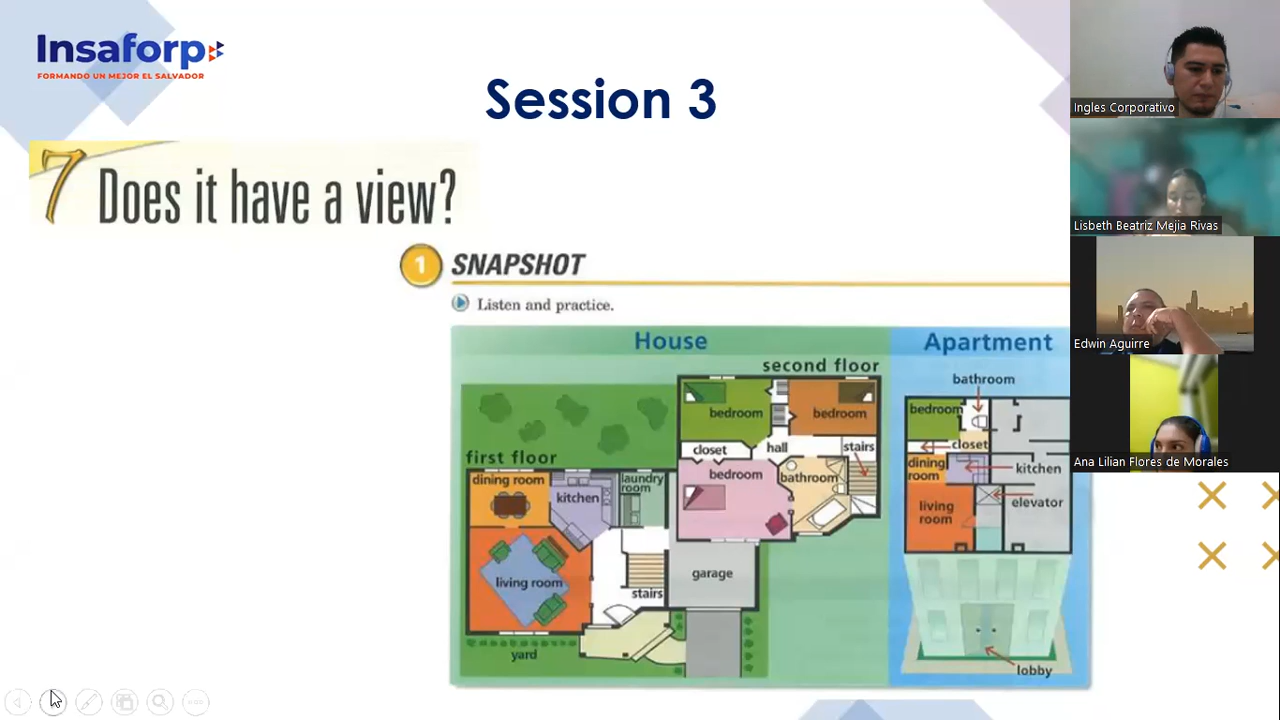 Insaforp
FORMANDO UN MEJOR EL SALVADOR
Session 3
7 Does it have a view?
1 SNAPSHOT
Listen and practice.
House
Apartment
second floor
bathroom
bedroom
bedroom
bedroom
closet
hall
stairs
closet
first floor
bedroom
bathroom
dining room
kitchen
laundry
room
dining
room
kitchen
living
room
elevator
living room
stairs
garage
yard
lobby
Ingles Corporativo
Lisbeth Beatriz Mejia Rivas
Edwin Aguirre
Ana Lilian Flores de Morales